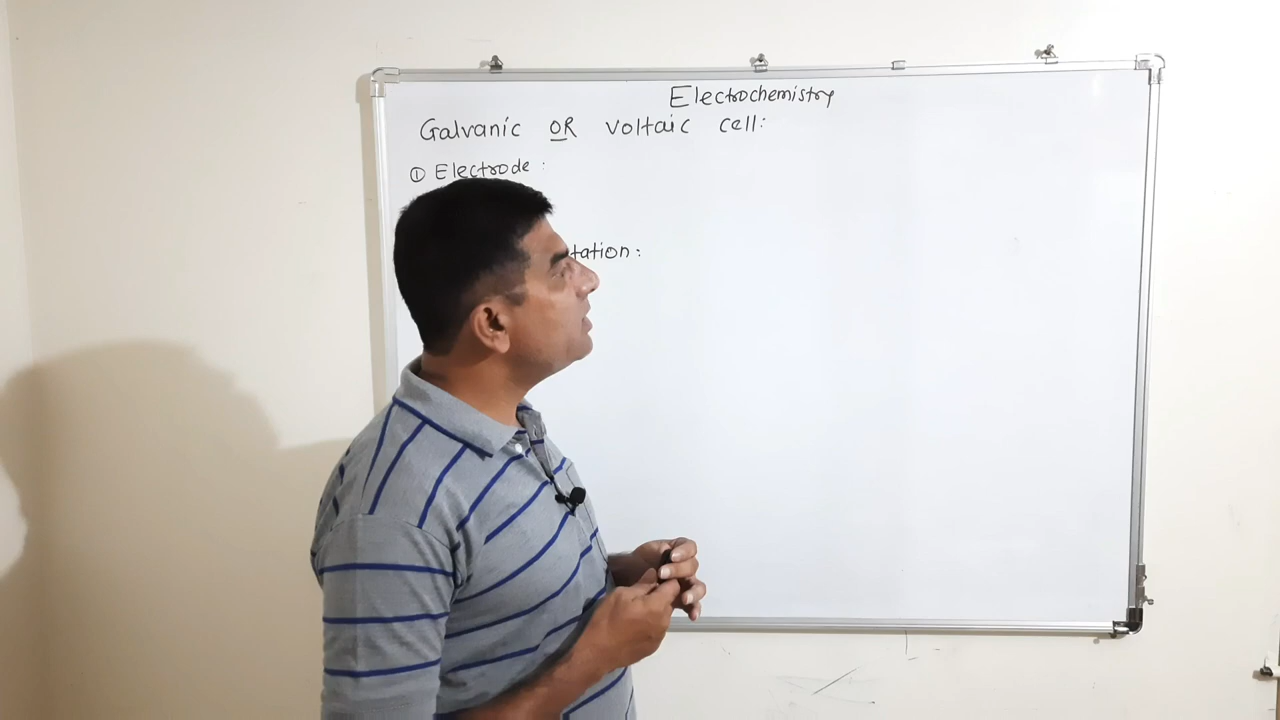 Electrochemistry
Galvanic OR voltaic cell:
① Electrode :
tation :